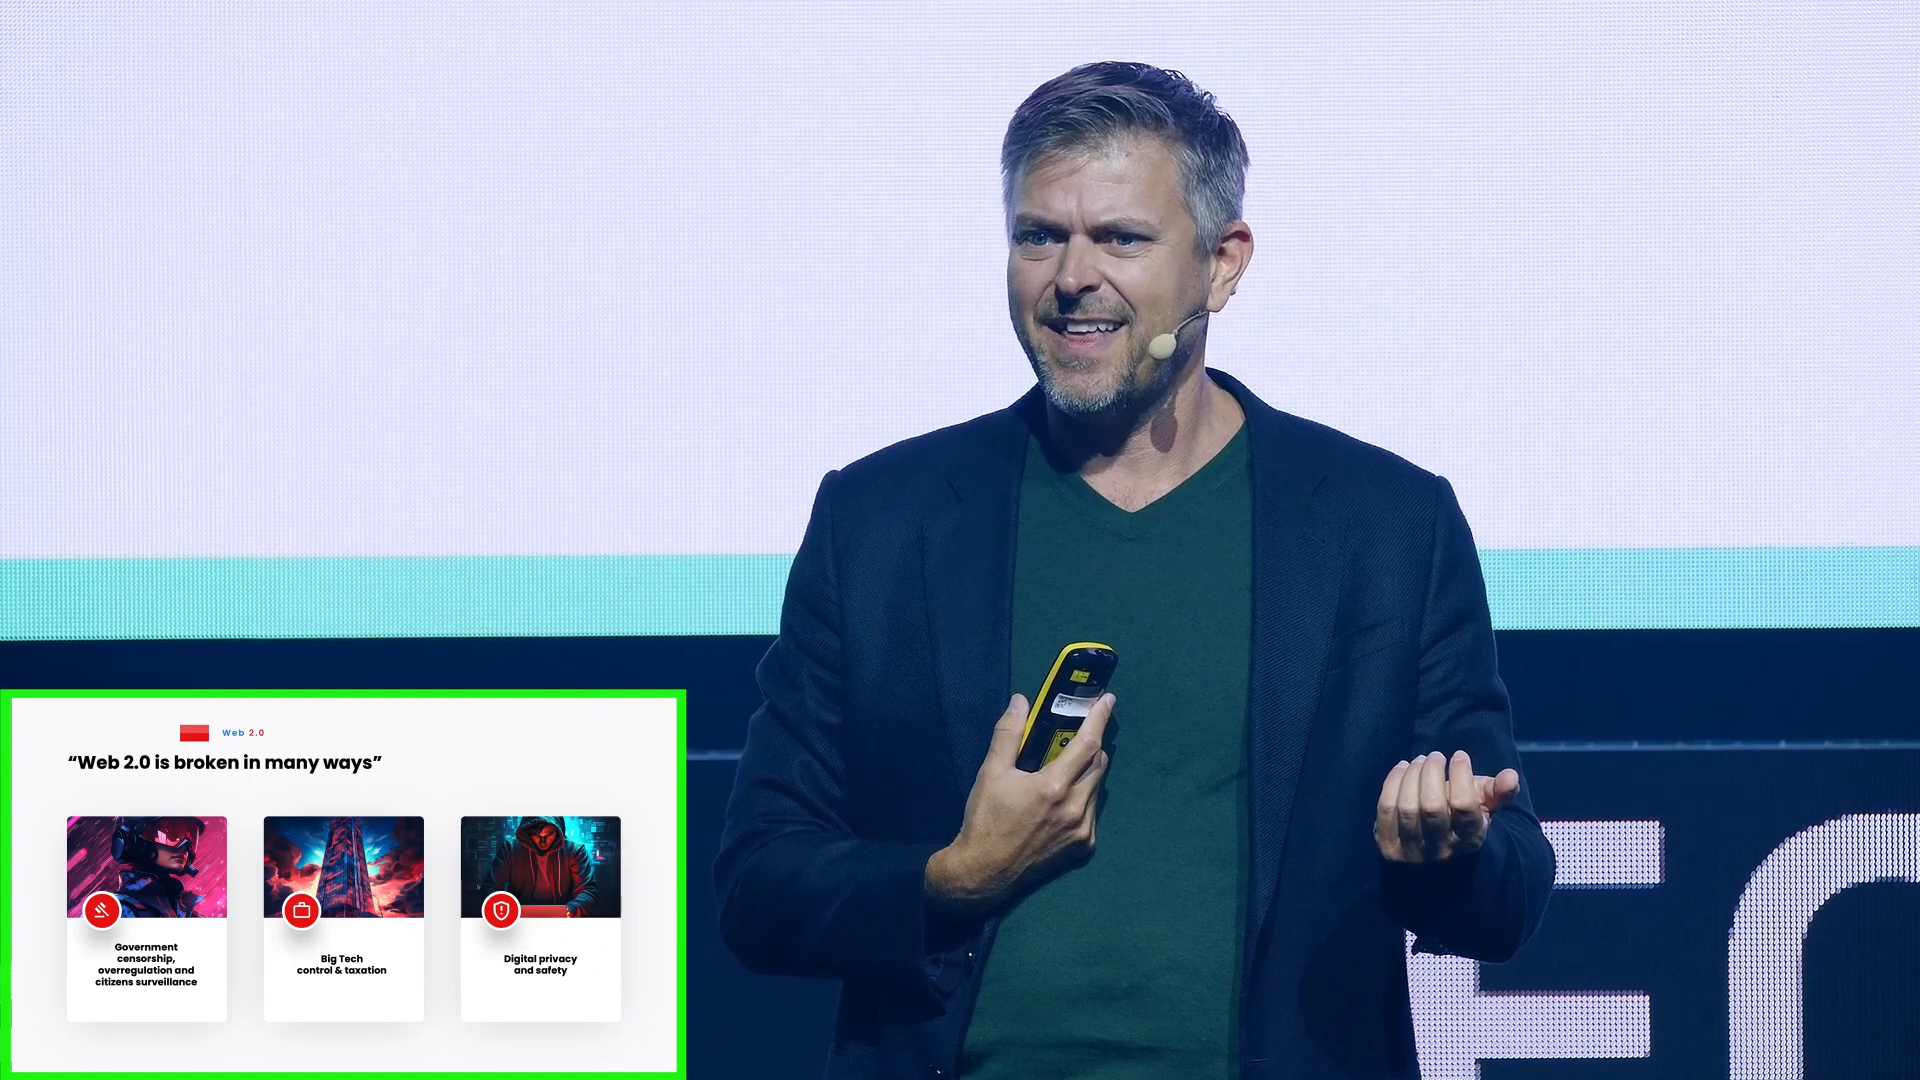 Web 2.0
“Web 2.0 is broken in many ways”
Government
censorship,
overregulation and
citizens surveillance
Big Tech
control & taxation
Digital privacy
and safety